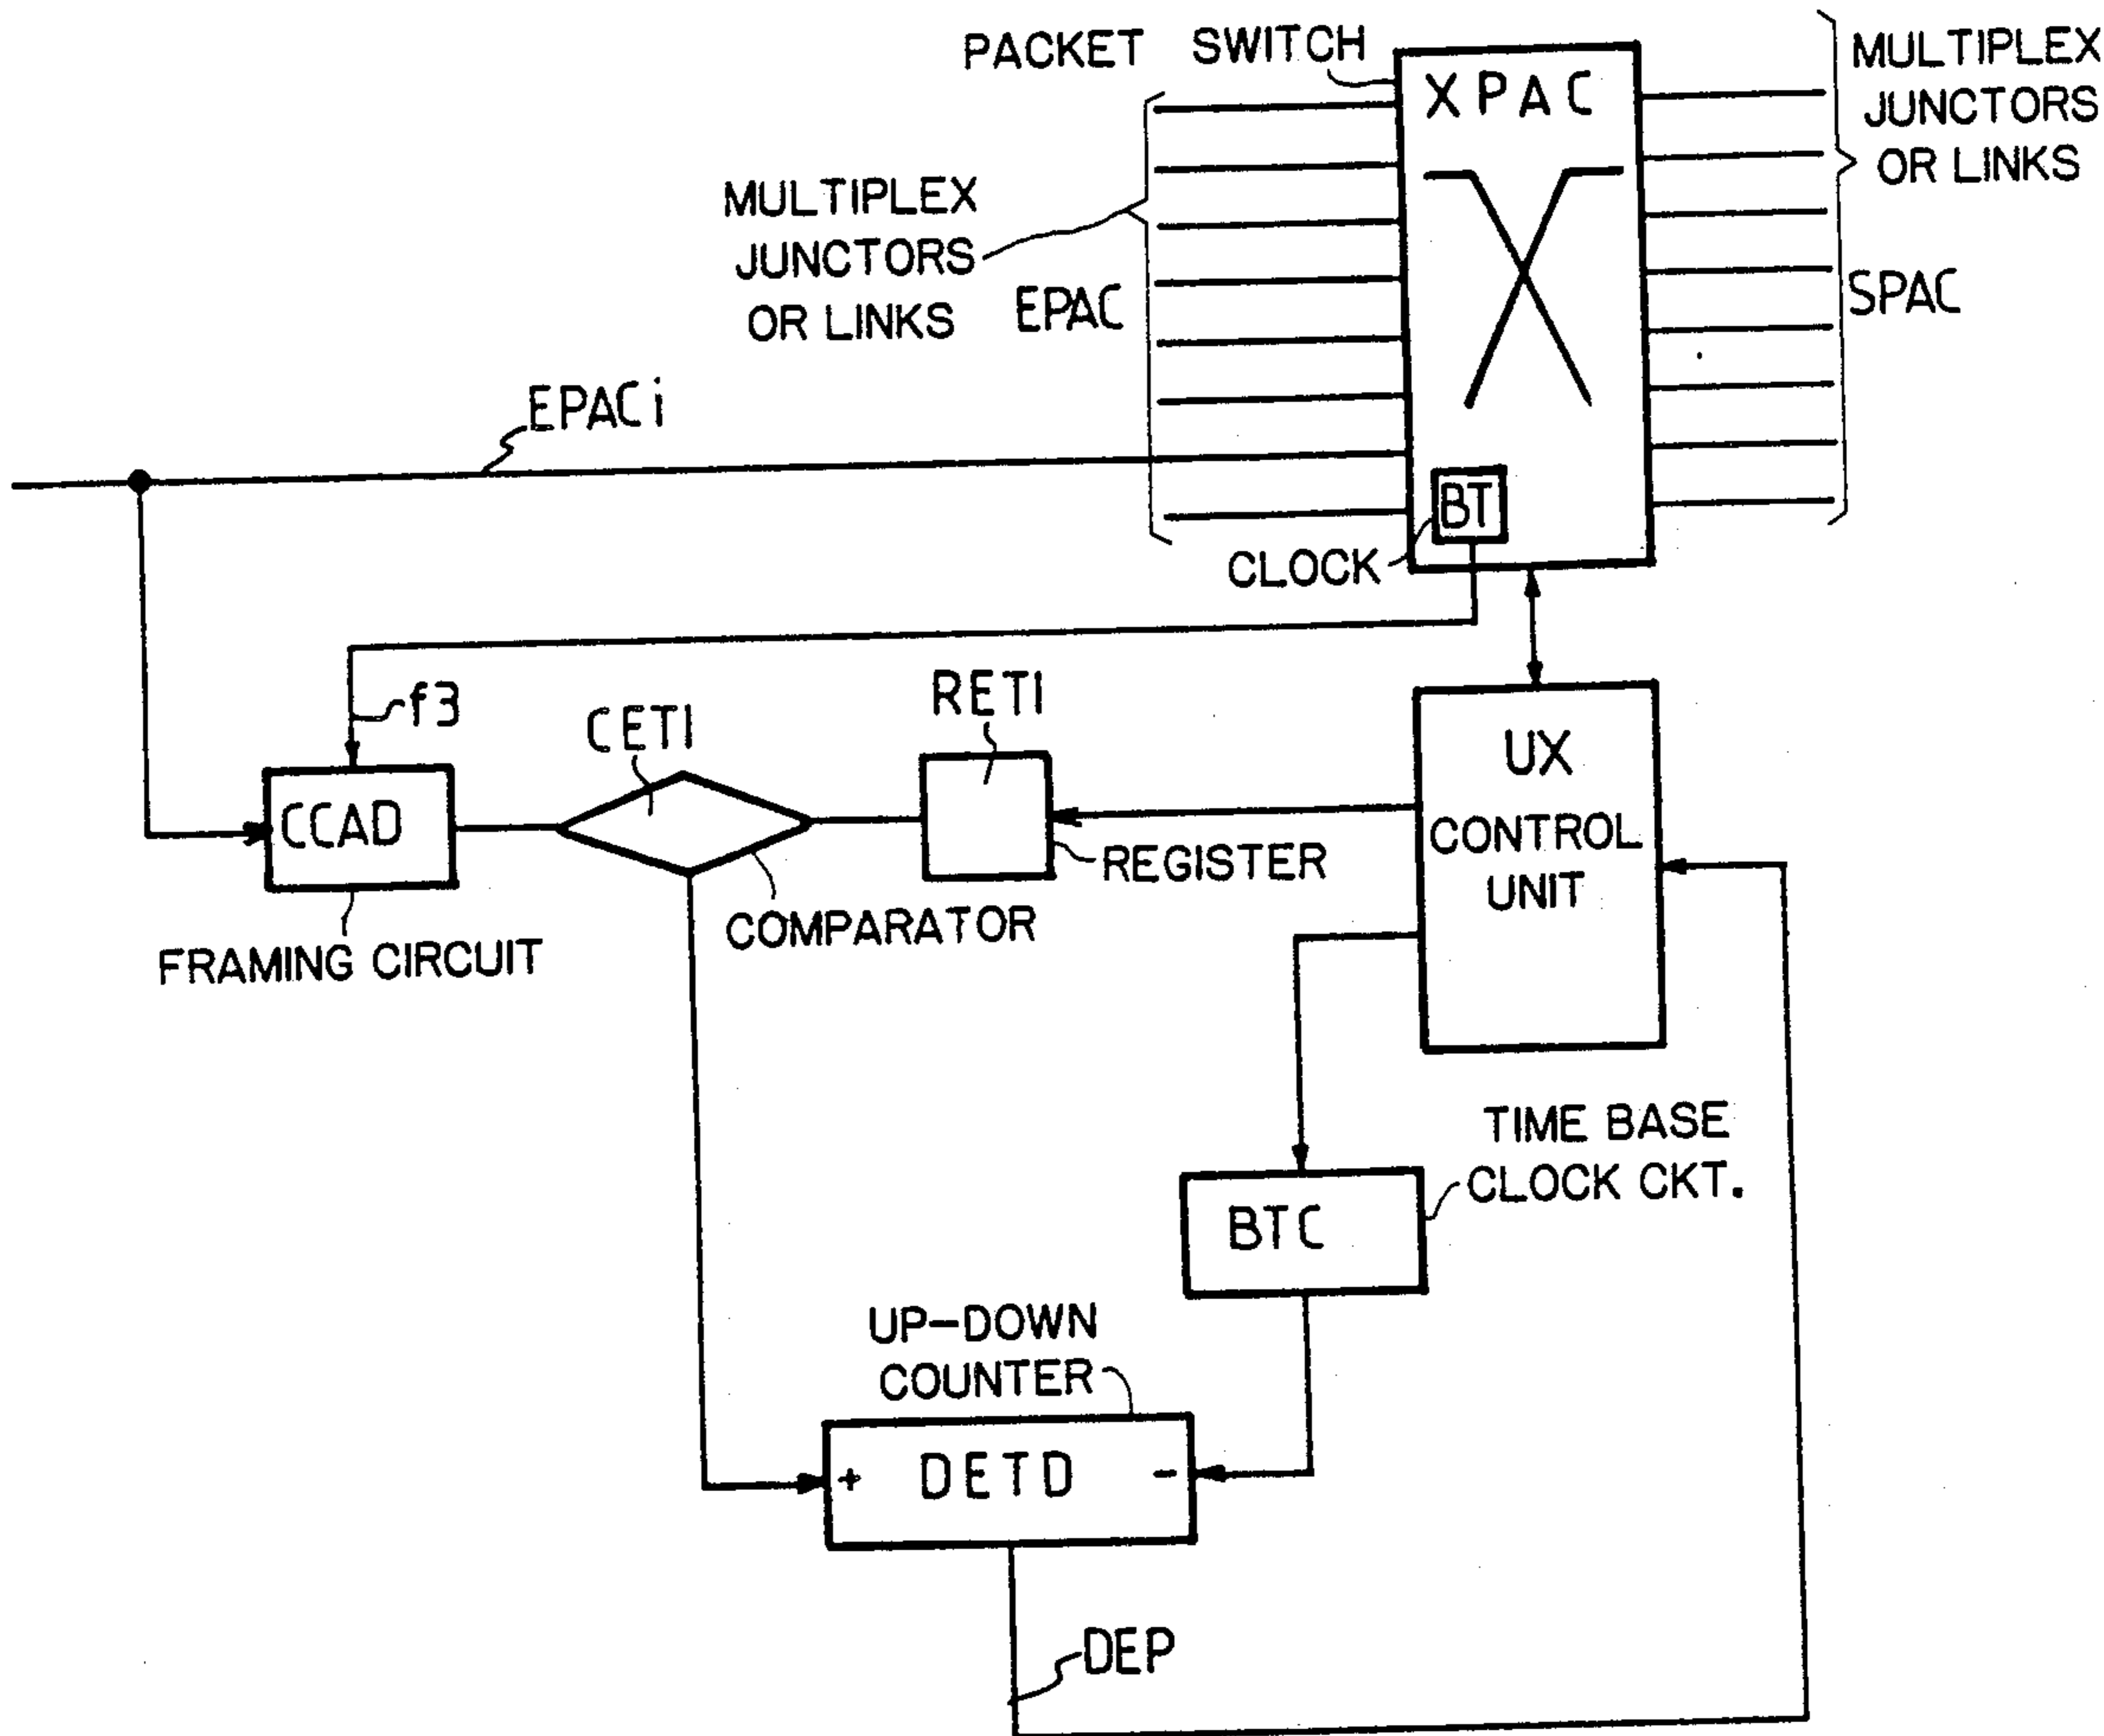 PACKET SWITCH
XPAC
MULTIPLEX
JUNCTORS
OR LINKS
MULTIPLEX
JUNCTORS
OR LINKS
EPAC
SPAC
EPACi
BT
CLOCK
f3
CETI
RETI
UX
CONTROL
UNIT
CCAD
REGISTER
COMPARATOR
FRAMING CIRCUIT
TIME BASE
CLOCK CKT.
BTC
UP-DOWN
COUNTER
+ DETD -
DEP